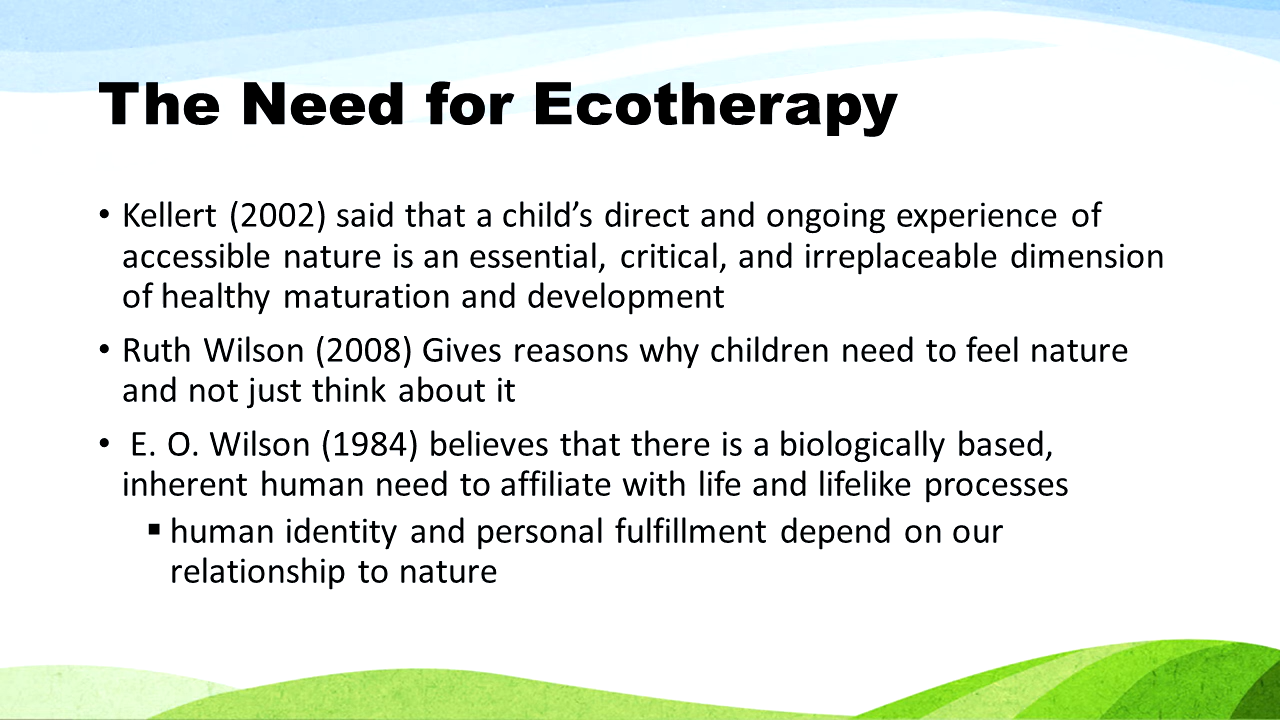 The Need for Ecotherapy
• Kellert (2002) said that a child’s direct and ongoing experience of
accessible nature is an essential, critical, and irreplaceable dimension
of healthy maturation and development
• Ruth Wilson (2008) Gives reasons why children need to feel nature
and not just think about it
• E. O. Wilson (1984) believes that there is a biologically based,
inherent human need to affiliate with life and lifelike processes
▪ human identity and personal fulfillment depend on our
relationship to nature